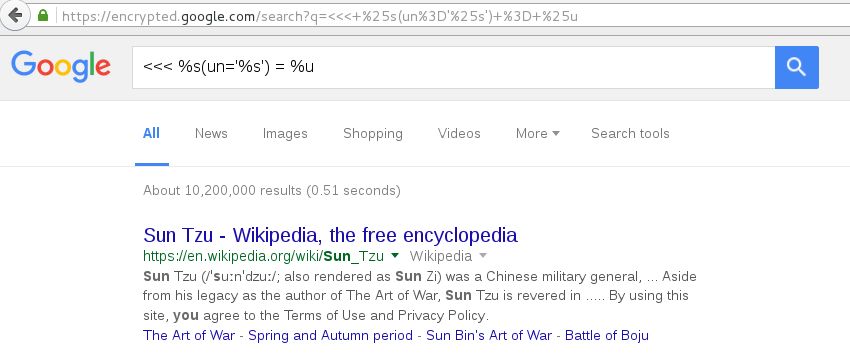 https://encrypted.google.com/search?q=<<<+%25s(un%3D'%25s')+%3D+%25u
Google <<< %s(un='%s') = %u
All News Images Shopping Videos More Search tools
About 10,200,000 results (0.51 seconds)
Sun Tzu - Wikipedia, the free encyclopedia
https://en.wikipedia.org/wiki/Sun_Tzu Wikipedia
Sun Tzu (/ˈsuːnˈdzuː/; also rendered as Sun Zi) was a Chinese military general, ... Aside
from his legacy as the author of The Art of War, Sun Tzu is revered in ..... By using this
site, you agree to the Terms of Use and Privacy Policy.
The Art of War - Spring and Autumn period - Sun Bin's Art of War - Battle of Boju